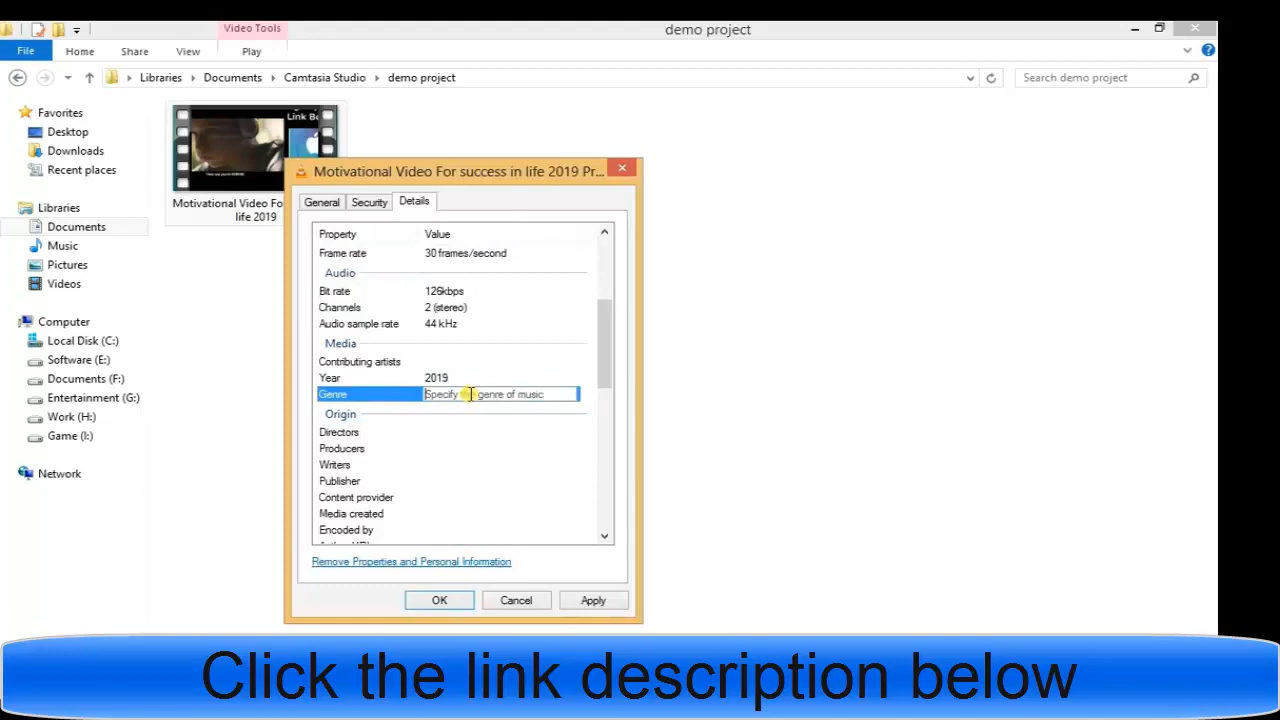 Video Tools
demo project
File
Home
Share
View
Play
Libraries
Documents
Camtasia Studio
demo project
Search demo project
Favorites
Desktop
Downloads
Recent places
Libraries
Documents
Music
Pictures
Videos
Computer
Local Disk (C:)
Software (E:)
Documents (F:)
Entertainment (G:)
Work (H:)
Game (I:)
Network
Link Be
Motivational Video Fo
life 2019
Motivational Video For success in life 2019 Pr...
General
Security
Details
Property Value
Frame rate 30 frames/second
Audio
Bit rate 126kbps
Channels 2 (stereo)
Audio sample rate 44 kHz
Media
Contributing artists
Year 2019
Genre Specify the genre of music
Origin
Directors
Producers
Writers
Publisher
Content provider
Media created
Encoded by
Remove Properties and Personal Information
OK
Cancel
Apply
Click the link description below